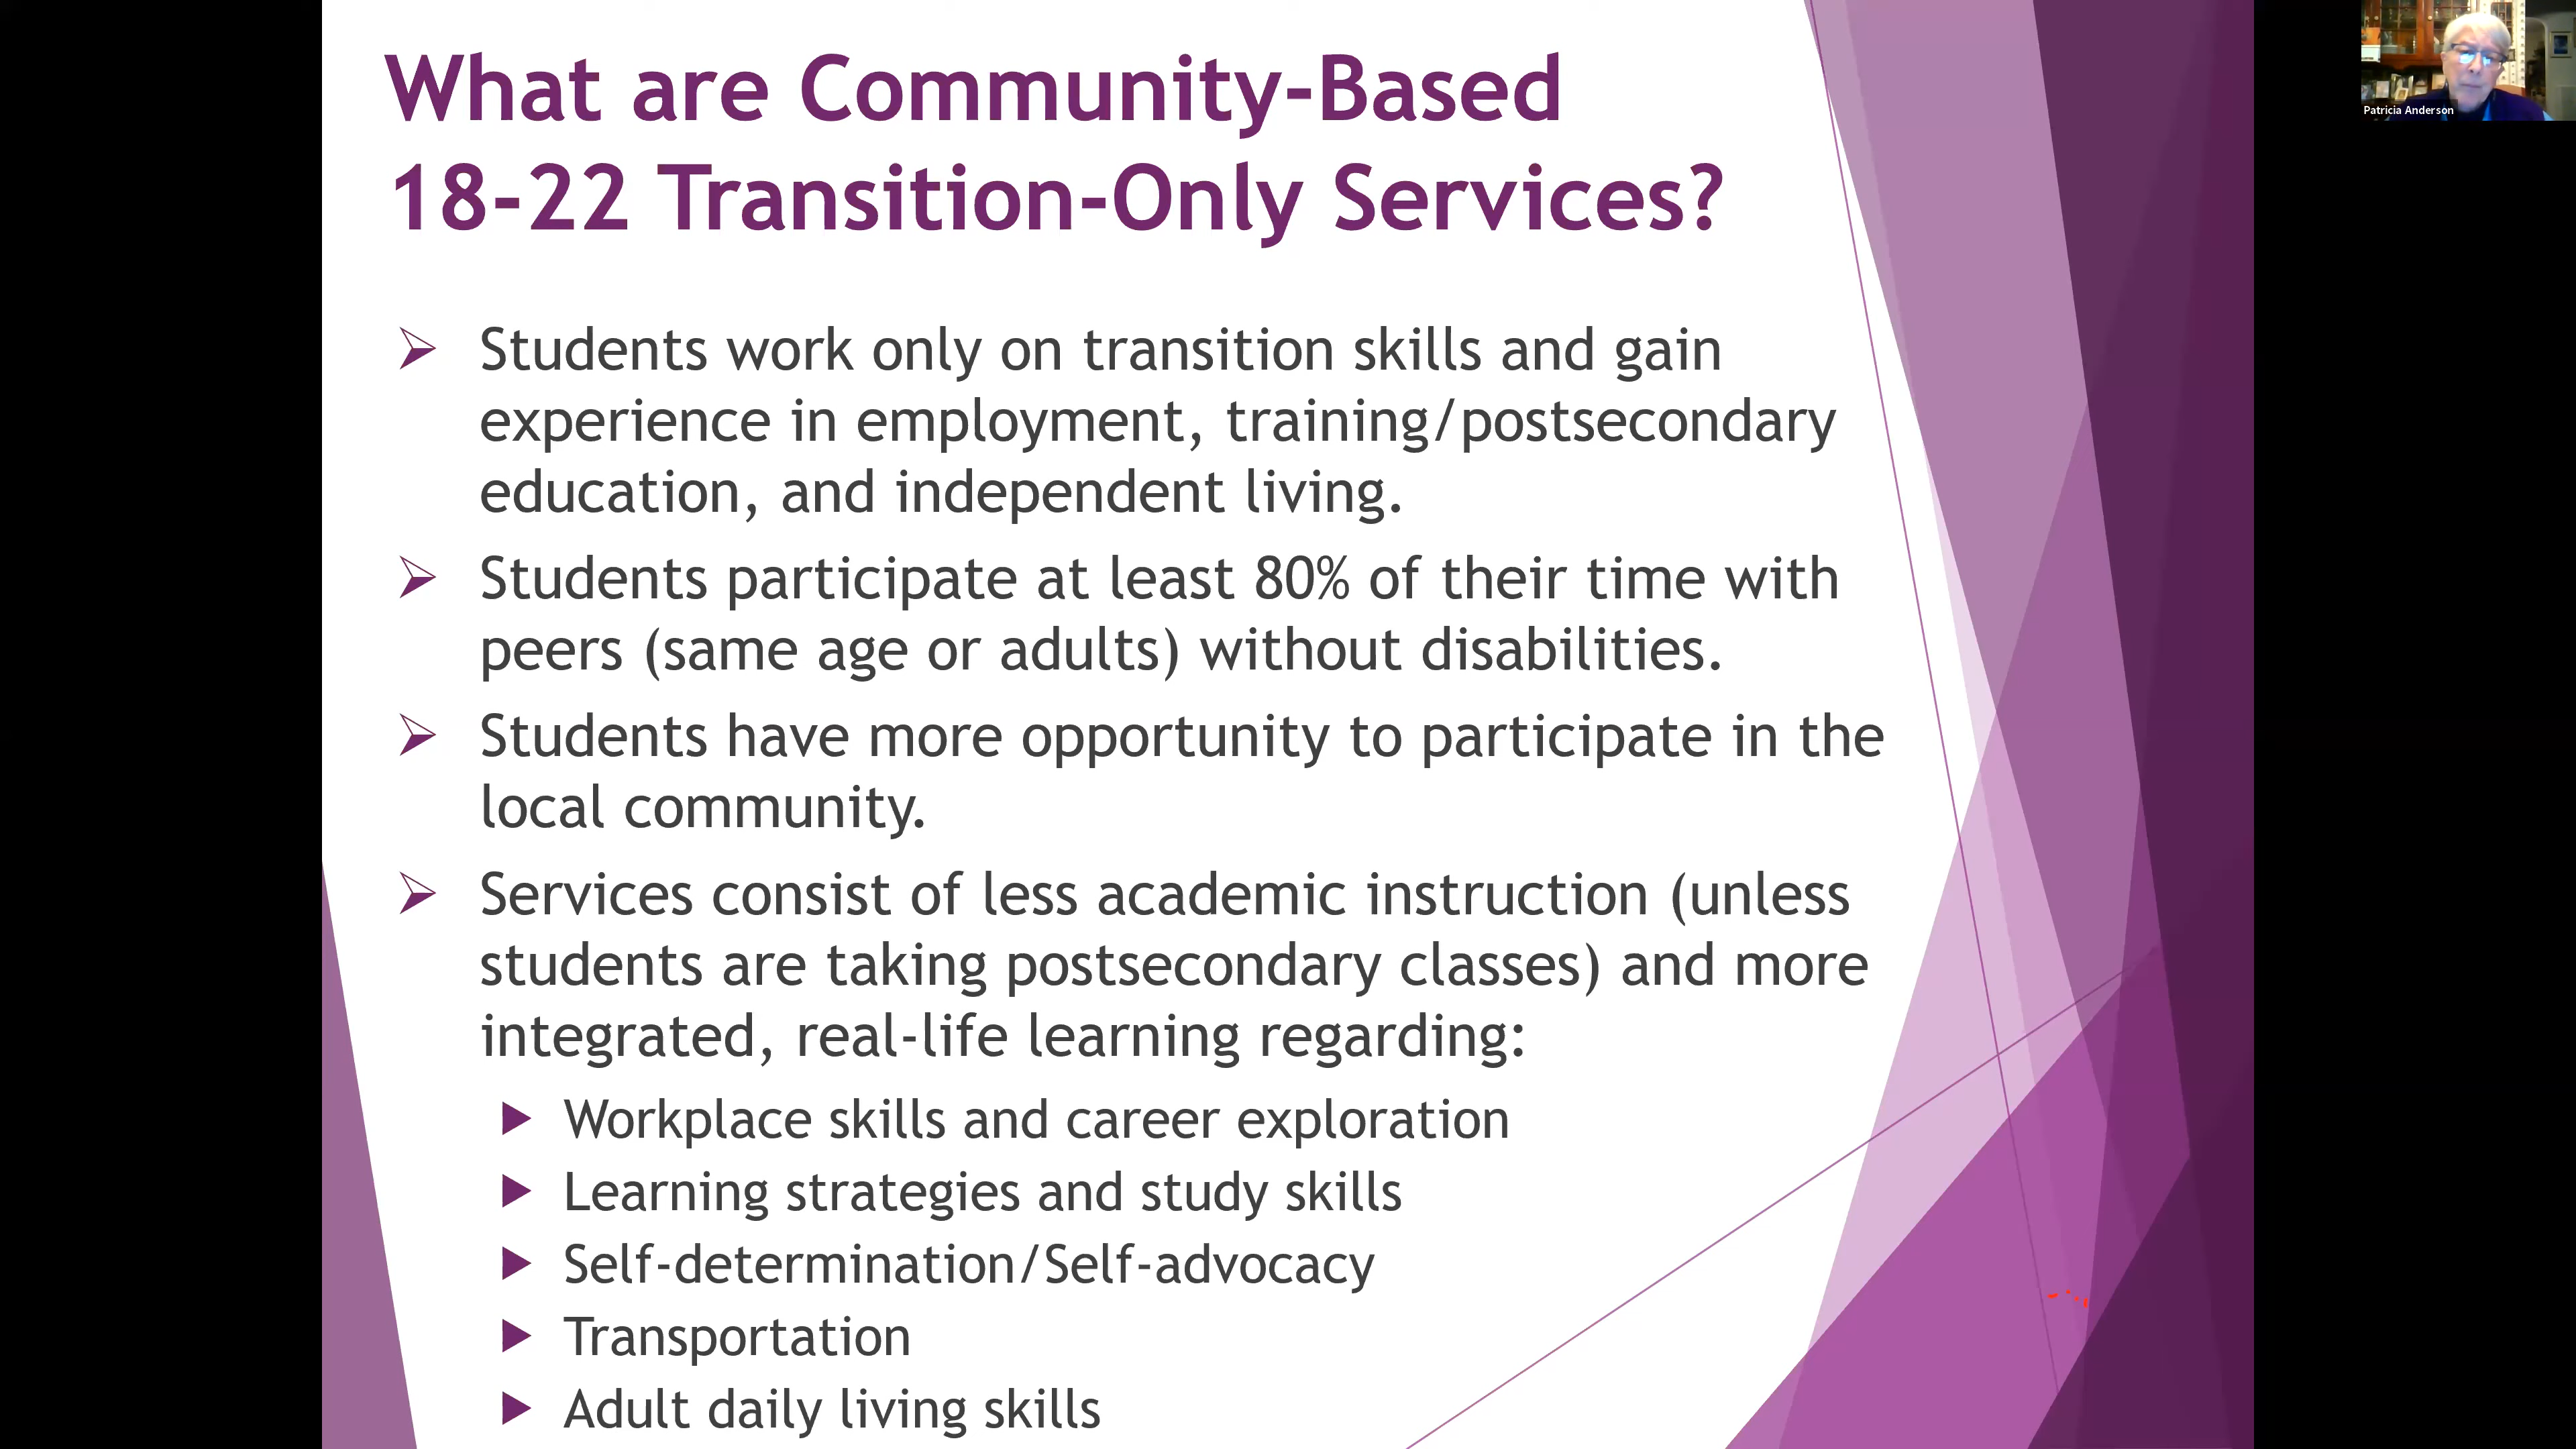 What are Community-Based
18-22 Transition-Only Services?
Students work only on transition skills and gain
experience in employment, training/postsecondary
education, and independent living.
Students participate at least 80% of their time with
peers (same age or adults) without disabilities.
Students have more opportunity to participate in the
local community.
Services consist of less academic instruction (unless
students are taking postsecondary classes) and more
integrated, real-life learning regarding:
Workplace skills and career exploration
Learning strategies and study skills
Self-determination/Self-advocacy
Transportation
Adult daily living skills
Patricia Anderson